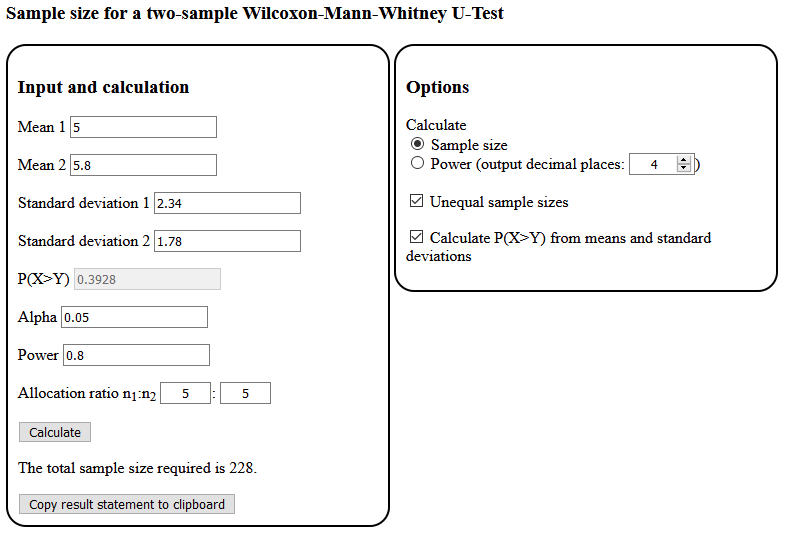 Sample size for a two-sample Wilcoxon-Mann-Whitney U-Test
Input and calculation
Mean 1 5
Mean 2 5.8
Standard deviation 1 2.34
Standard deviation 2 1.78
P(X>Y) 0.3928
Alpha 0.05
Power 0.8
Allocation ratio n1:n2 5 : 5
Calculate
The total sample size required is 228.
Copy result statement to clipboard
Options
Calculate
Sample size
Power (output decimal places: 4 )
Unequal sample sizes
Calculate P(X>Y) from means and standard
deviations